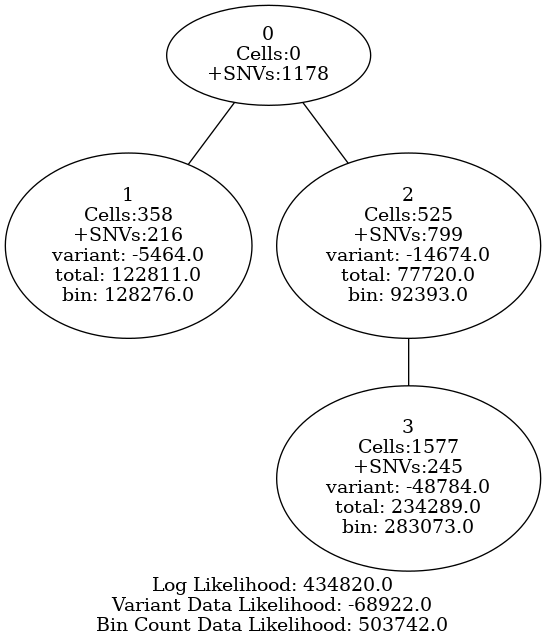 0
Cells:0
+SNVs:1178
1
Cells:358
+SNVs:216
variant: -5464.0
total: 122811.0
bin: 128276.0
2
Cells:525
+SNVs:799
variant: -14674.0
total: 77720.0
bin: 92393.0
3
Cells:1577
+SNVs:245
variant: -48784.0
total: 234289.0
bin: 283073.0
Log Likelihood: 434820.0
Variant Data Likelihood: -68922.0
Bin Count Data Likelihood: 503742.0